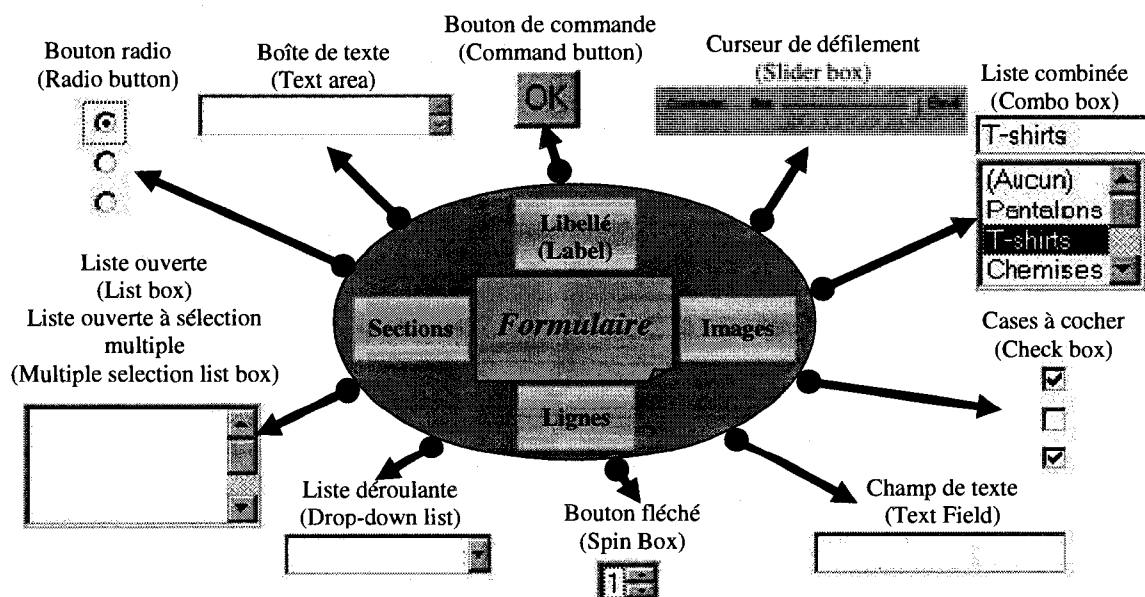 Bouton radio
(Radio button)
Boîte de texte
(Text area)
Bouton de commande
(Command button)
OK
Curseur de défilement
(Slider box)
Liste combinée
(Combo box)
T-shirts
(Aucun)
Pantalons
T-shirts
Chemises
Libellé
(Label)
Sections
Formulaire
Images
Lignes
Liste ouverte
(List box)
Liste ouverte à sélection
multiple
(Multiple selection list box)
Cases à cocher
(Check box)
Liste déroulante
(Drop-down list)
Bouton fléché
(Spin Box)
1
Champ de texte
(Text Field)